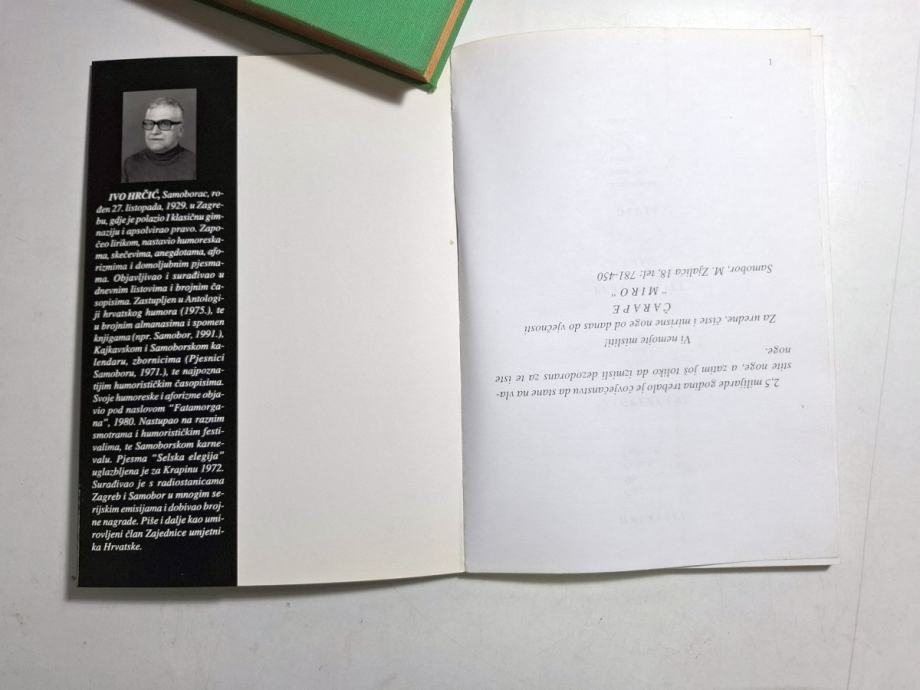 IVO HRČIĆ, Samoborac, ro-
đen 27. listopada, 1929. u Zagre-
bu, gdje je polazio I klasičnu gim-
naziju i apsolvirao pravo. Zapo-
čeo lirikom, nastavio humoreska-
ma, skečevima, anegdotama, afo-
rizmima i domoljubnim pjesma-
ma. Objavljivao i surađivao u
dnevnim listovima i brojnim ča-
sopisima. Zastupljen u Antologi-
ji hrvatskog humora (1975.), te
u brojnim almanasima i spomen
knjigama (npr. Samobor, 1991.),
Kajkavskom i Samoborskom ka-
lendaru, zbornicima (Pjesnici
Samoboru, 1971.), te najpozna-
tijim humorističkim časopisima.
Svoje humoreske i aforizme obja-
vio pod naslovom "Fatamorga-
na", 1980. Nastupao na raznim
smotrama i humorističkim festi-
valima, te Samoborskom karne-
valu. Pjesma "Selska elegija"
uglazbljena je za Krapinu 1972.
Surađivao je s radiostanicama
Zagreb i Samobor u mnogim se-
rijskim emisijama i dobivao broj-
ne nagrade. Piše i dalje kao umi-
rovljeni član Zajednice umjetni-
ka Hrvatske.
2,5 milijarde godina trebalo je čovječanstvu da stane na vla-
stite noge, a zatim još toliko da izmisli dezodorans za te iste
noge.
Vi nemojte misliti!
Za uredne, čiste i mirisne noge od danas do vječnosti
ČARAPE
"MIRO"
Samobor, M. Zjalića 18, tel: 781-450
1